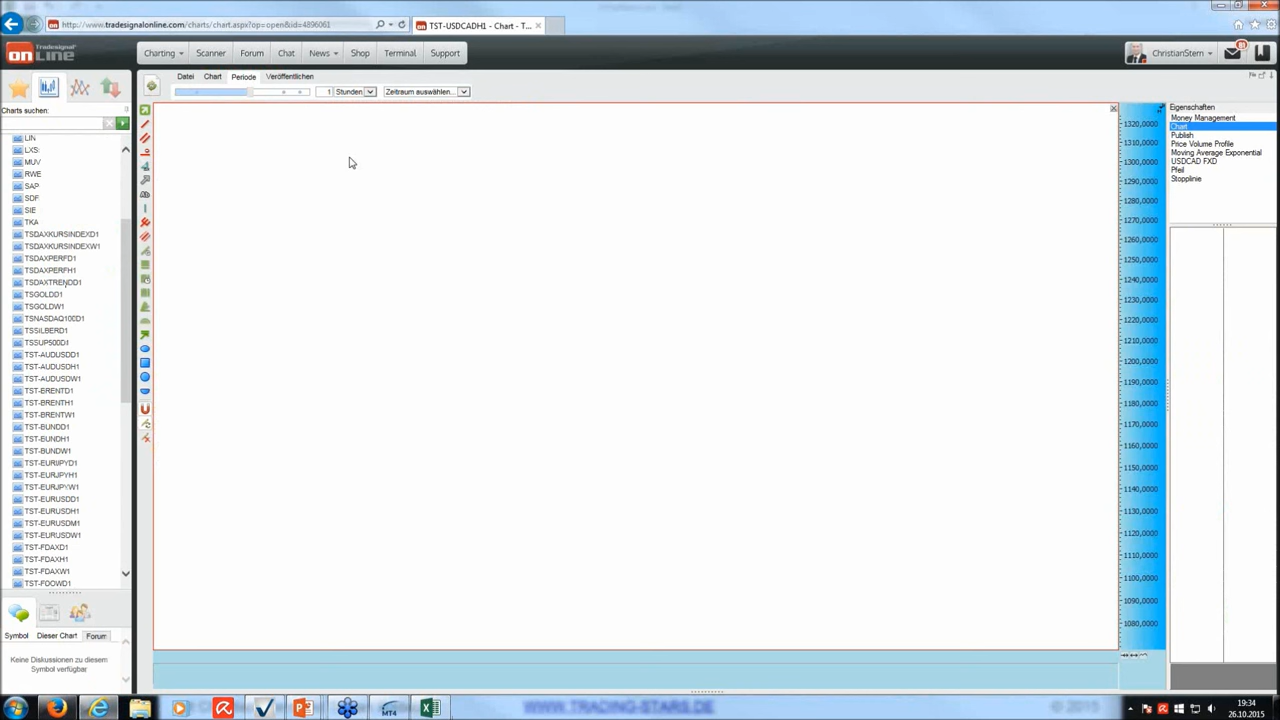 http://www.tradesignalonline.com/charts/chart.aspx?op=open&id=4896061
TST-USDCADH1 - Chart - T...
Tradesignal
ON LINE
Charting
Scanner
Forum
Chat
News
Shop
Terminal
Support
ChristianStern
Datei
Chart
Periode
Veröffentlichen
1
Stunden
Zeitraum auswählen...
Charts suchen:
LIN
LXS
MUV
RWE
SAP
SDF
SIE
TKA
TSDAXKURSINDEXD1
TSDAXKURSINDEXW1
TSDAXPERFD1
TSDAXPERFH1
TSDAXTRENDD1
TSGOLDD1
TSGOLDW1
TSNASDAQ100D1
TSSILBERD1
TSSUP500DI
TST-AUDUSDD1
TST-AUDUSDH1
TST-AUDUSDW1
TST-BRENTD1
TST-BRENTH1
TST-BRENTW1
TST-BUNDD1
TST-BUNDH1
TST-BUNDW1
TST-EURJPYD1
TST-EURJPYH1
TST-EURJPYW1
TST-EURUSDD1
TST-EURUSDH1
TST-EURUSDM1
TST-EURUSDW1
TST-FDAXD1
TST-FDAXH1
TST-FDAXW1
TST-FDOWD1
Symbol
Dieser Chart
Forum
Keine Diskussionen zu diesem
Symbol verfügbar
1320,0000
1310,0000
1300,0000
1290,0000
1280,0000
1270,0000
1260,0000
1250,0000
1240,0000
1230,0000
1220,0000
1210,0000
1200,0000
1190,0000
1180,0000
1170,0000
1160,0000
1150,0000
1140,0000
1130,0000
1120,0000
1110,0000
1100,0000
1090,0000
1080,0000
Eigenschaften
Money Management
Chart
Publish
Price Volume Profile
Moving Average Exponential
USDCAD FXD
Pfeil
Stopplinie
MT4
WWW.TRADING-STARS.DE
© 2015
19:34
26.10.2015